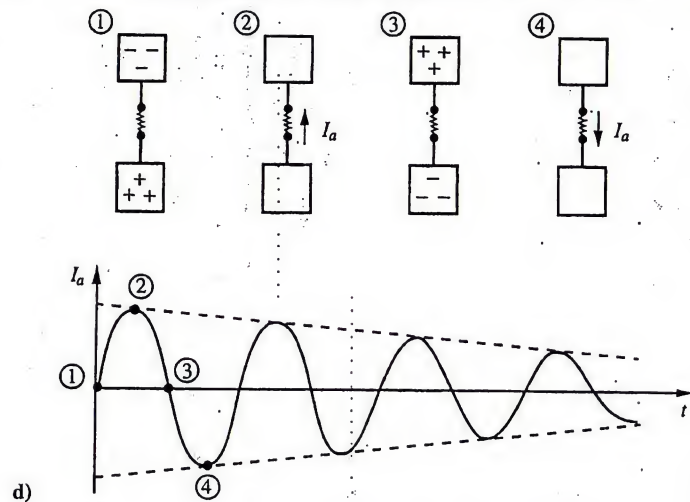 ① ② ③ ④
− − − + + +
I_a I_a
+ + + − − −
I_a
②
① ③
t
④
d)